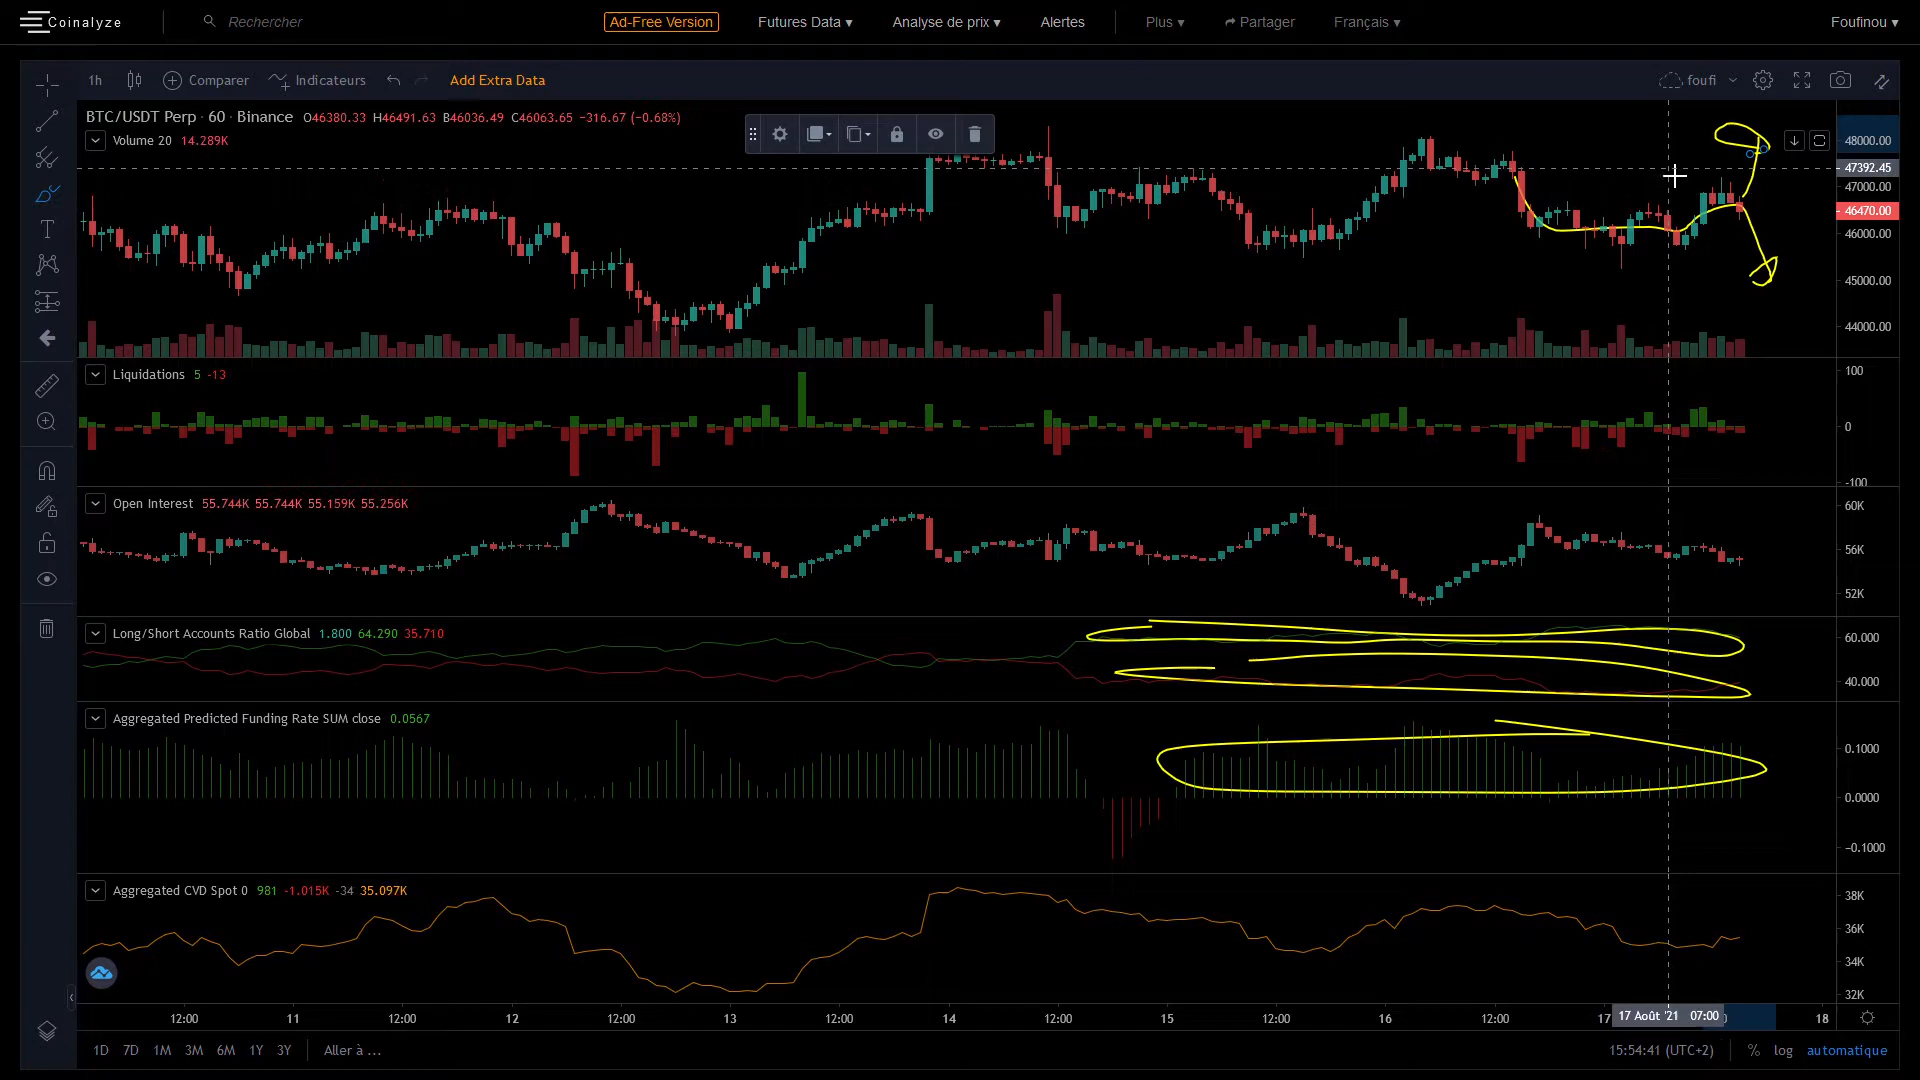 Coinalyze Rechercher Ad-Free Version Futures Data ▾ Analyse de prix ▾ Alertes Plus ▾ Partager Français ▾ Foufinou ▾
1h Comparer Indicateurs Add Extra Data foufi
BTC/USDT Perp · 60 · Binance O46380.33 H46491.63 B46036.49 C46063.65 −316.67 (−0.68%)
Volume 20 14.289K
48000.00
47392.45
47000.00
46470.00
46000.00
45000.00
44000.00
Liquidations 5 -13
100
0
-100
Open Interest 55.744K 55.744K 55.159K 55.256K
60K
56K
52K
Long/Short Accounts Ratio Global 1.800 64.290 35.710
60.000
40.000
Aggregated Predicted Funding Rate SUM close 0.0567
0.1000
0.0000
−0.1000
Aggregated CVD Spot 0 981 -1.015K -34 35.097K
38K
36K
34K
32K
12:00 11 12:00 12 12:00 13 12:00 14 12:00 15 12:00 16 12:00 17 17 Août '21 07:00 18
1D 7D 1M 3M 6M 1Y 3Y Aller à ... 15:54:41 (UTC+2) % log automatique